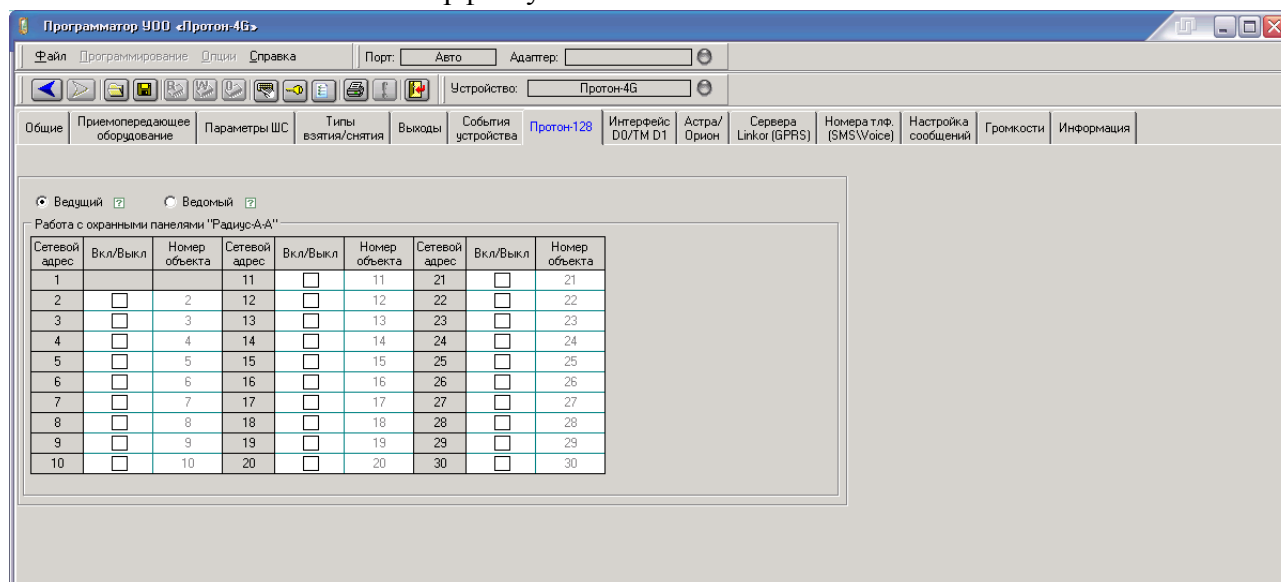 Программатор УОО «Протон-4G»
Файл Программирование Опции Справка Порт: Авто Адаптер:
Устройство: Протон-4G
Общие Приемопередающее оборудование Параметры ШС Типы взятия/снятия Выходы События устройства Протон-128 Интерфейс D0/TM D1 Астра/Орион Сервера Linkor (GPRS) Номера тлф. (SMS\Voice) Настройка сообщений Громкости Информация
Ведущий ? Ведомый ?
Работа с охранными панелями "Радиус-А-А"
Сетевой адрес Вкл/Выкл Номер объекта Сетевой адрес Вкл/Выкл Номер объекта Сетевой адрес Вкл/Выкл Номер объекта
1 11 11 21 21
2 2 12 12 22 22
3 3 13 13 23 23
4 4 14 14 24 24
5 5 15 15 25 25
6 6 16 16 26 26
7 7 17 17 27 27
8 8 18 18 28 28
9 9 19 19 29 29
10 10 20 20 30 30